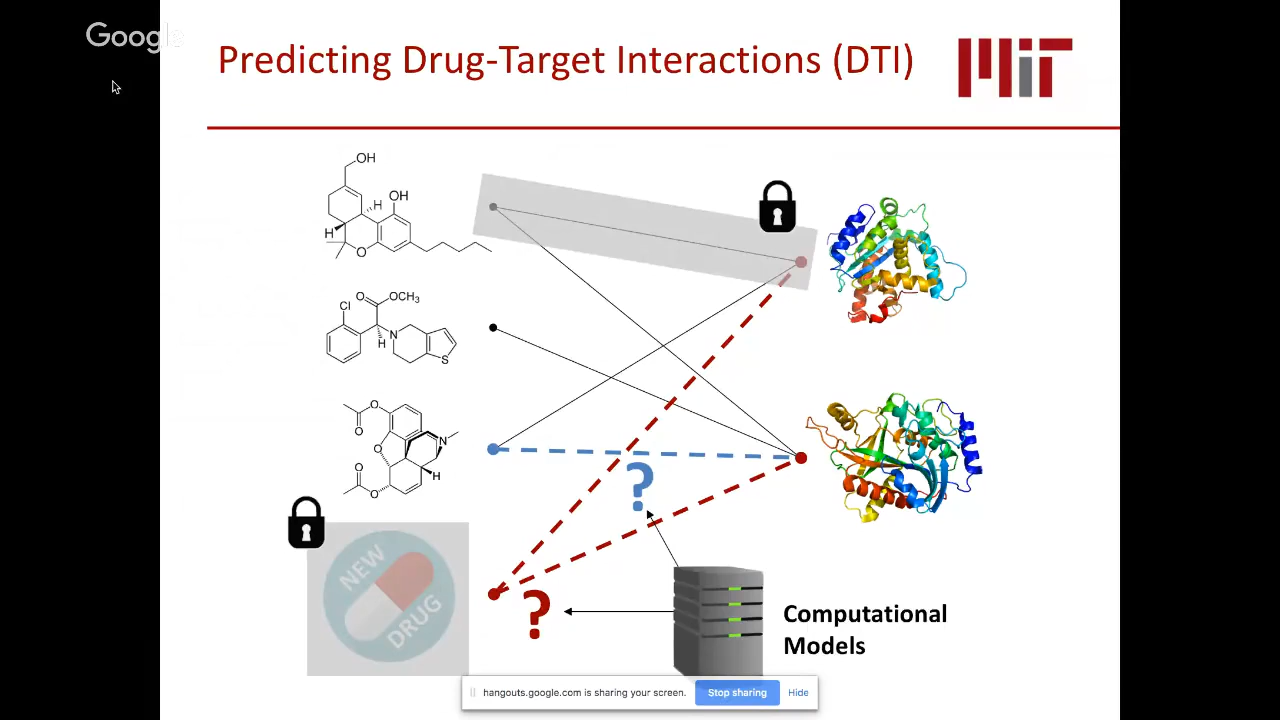 Google
Predicting Drug-Target Interactions (DTI)
MIT
OH
OH
H
H
O
Cl
O
OCH3
N
H
S
O
O
N
O
O
H
O
NEW
DRUG
?
?
Computational
Models
hangouts.google.com is sharing your screen.
Stop sharing
Hide